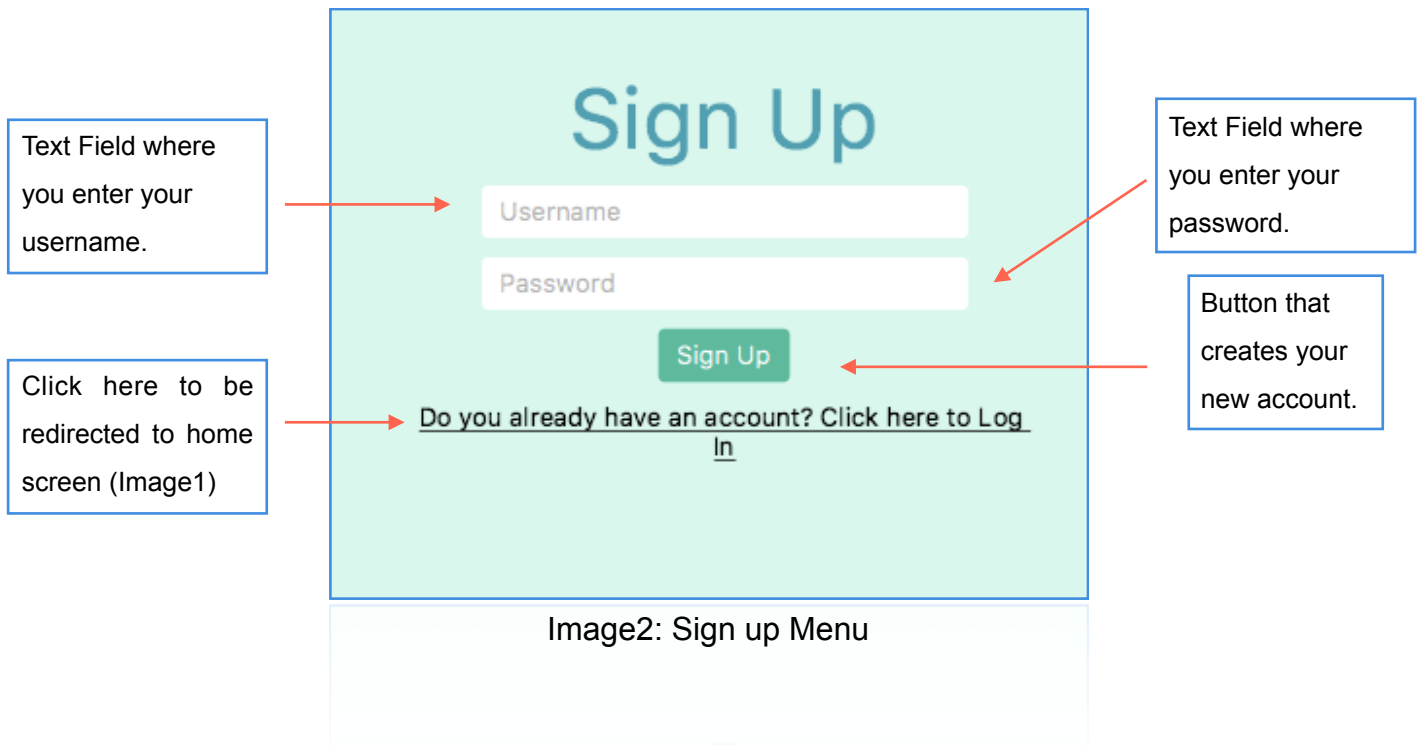 Sign Up
Text Field where
you enter your
username.
Username
Text Field where
you enter your
password.
Password
Sign Up
Button that
creates your
new account.
Click here to be
redirected to home
screen (Image1)
Do you already have an account? Click here to Log
In
Image2: Sign up Menu